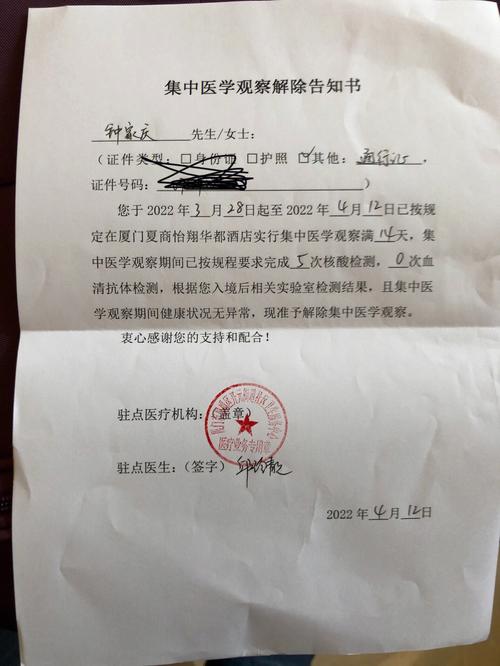 集中医学观察解除告知书
钟家庆 先生/女士:
(证件类型:□身份证 □护照 ☑其他:通行证,
证件号码: )
您于2022年3月28日起至2022年4月12日已按规
定在厦门夏商怡翔华都酒店实行集中医学观察满14天,集
中医学观察期间已按规程要求完成5次核酸检测,0次血
清抗体检测,根据您入境后相关实验室检测结果,且集中医
学观察期间健康状况无异常,现准予解除集中医学观察。
衷心感谢您的支持和配合!
驻点医疗机构:(盖章)
医疗业务专用章
驻点医生:(签字)
2022年4月12日